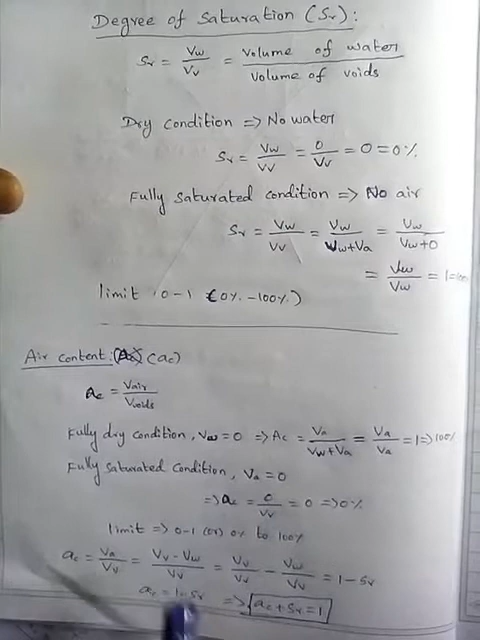 Degree of Saturation (Sr) :
Sr = Vw/Vv = Volume of water/Volume of voids
Dry Condition => No water
Sr = Vw/Vv = 0/Vv = 0 = 0%
Fully Saturated condition => No air
Sr = Vw/Vv = Vw/Vw+Va = Vw/Vw+0
= Vw/Vw = 1 = 100
limit 0-1 (0% - 100%)
Air content: (ac)
Ac = Vair/Vvoids
Fully dry condition, Vw = 0 => Ac = Va/Vw+Va = Va/Va = 1 => 100%
Fully Saturated Condition, Va = 0
=> ac = 0/Vv = 0 => 0%
limit => 0-1 (or) 0% to 100%
ac = Va/Vv = Vv - Vw/Vv = Vv/Vv - Vw/Vv = 1 - Sr
ac = 1 - Sr => ac + Sr = 1